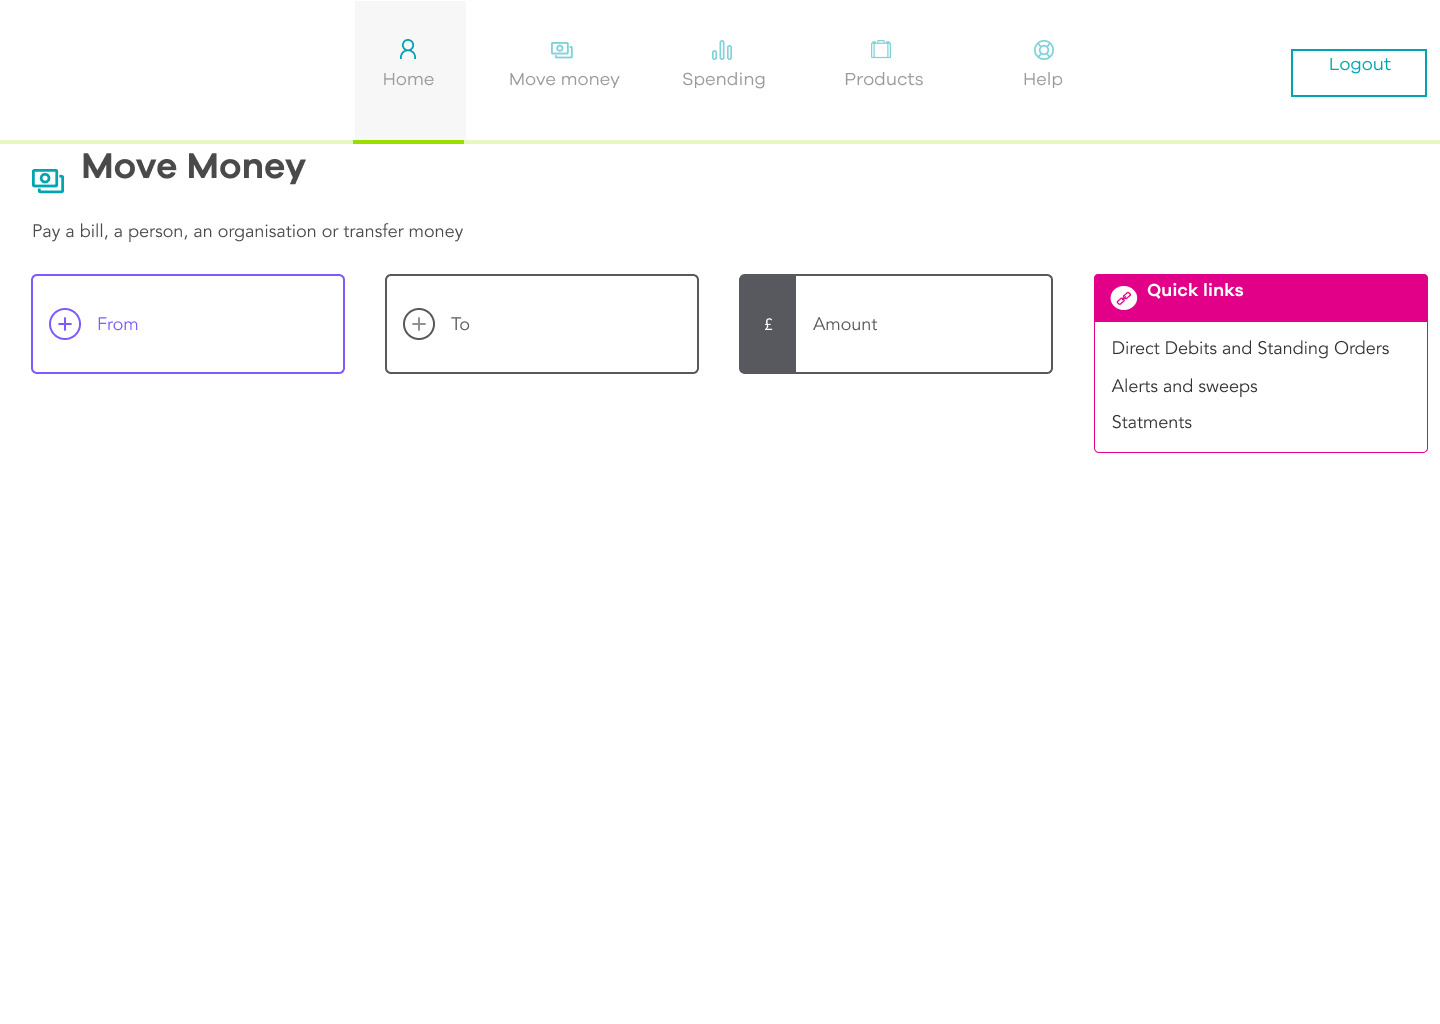 Home
Move money
Spending
Products
Help
Logout
Move Money
Pay a bill, a person, an organisation or transfer money
From
To
£
Amount
Quick links
Direct Debits and Standing Orders
Alerts and sweeps
Statments